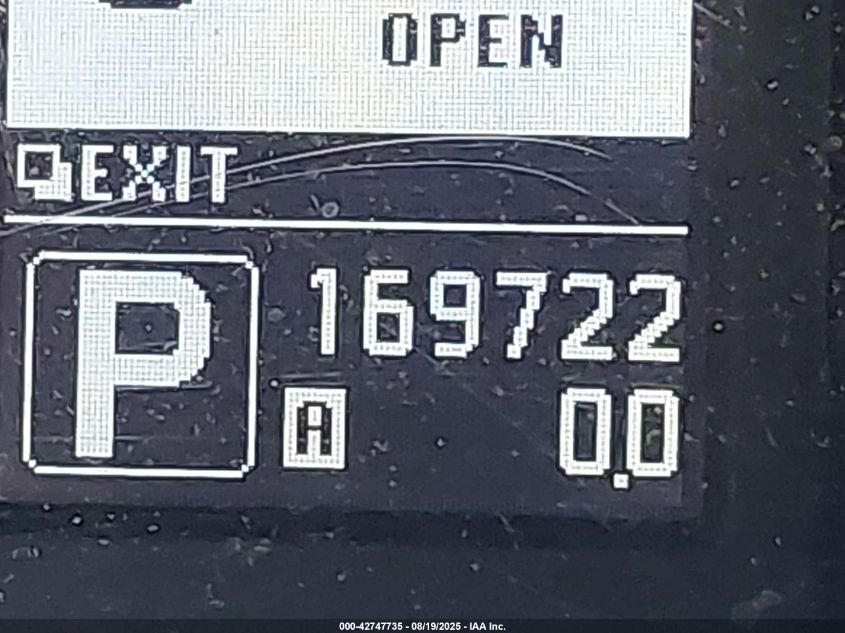 OPEN
EXIT
P 169722
A 0.0
000-42747735 - 08/19/2025 - IAA Inc.